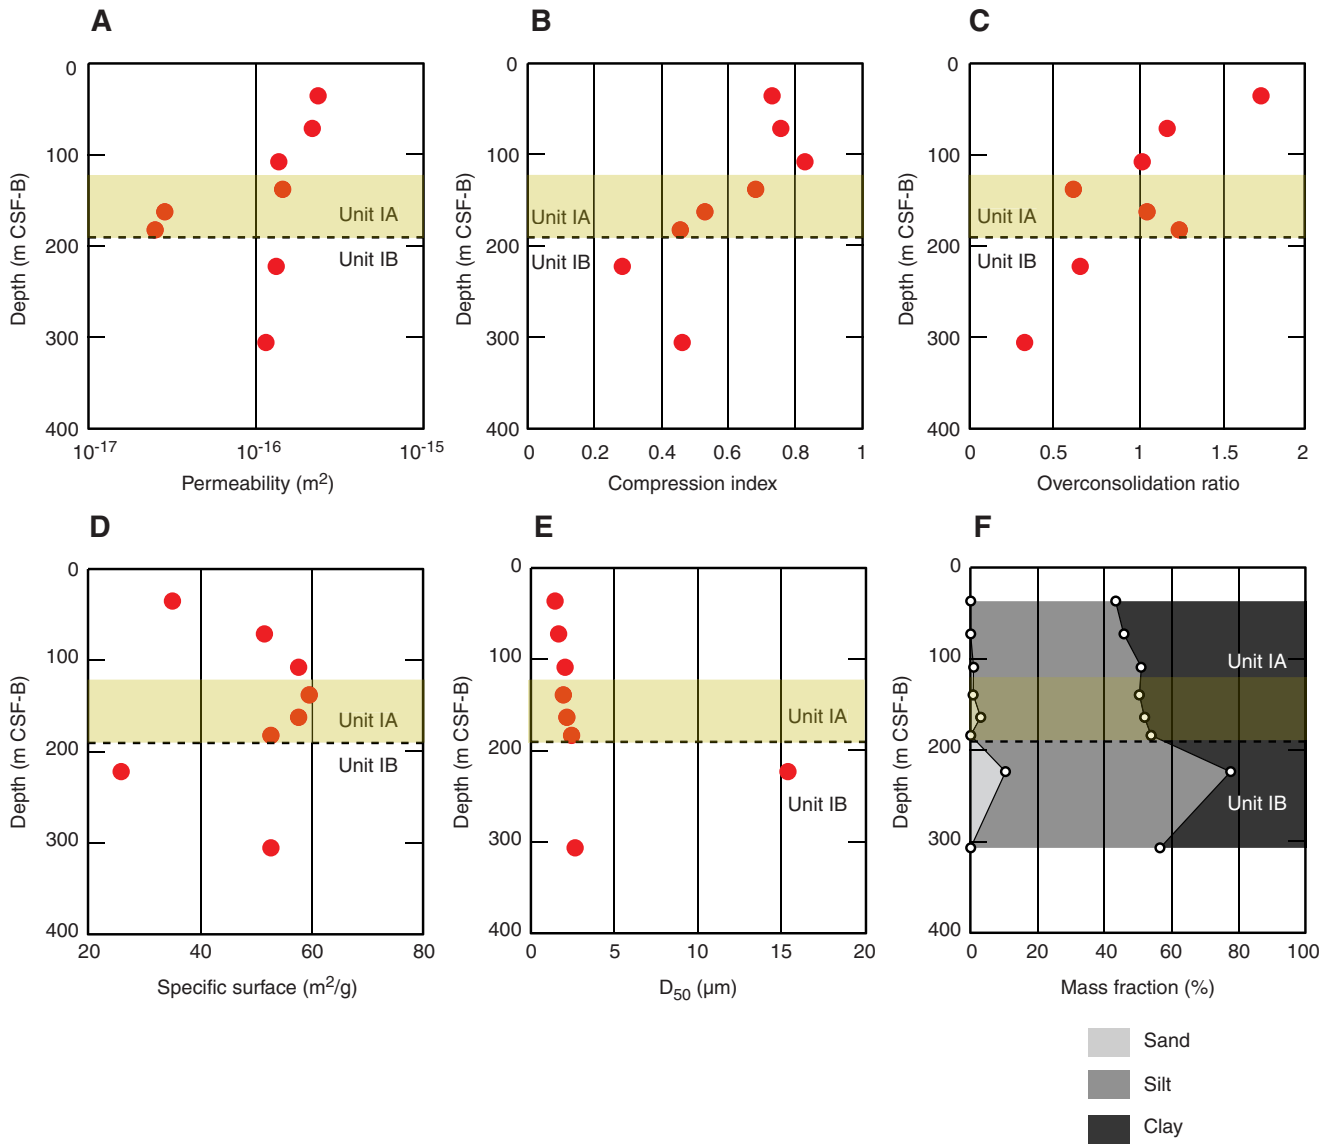 A
0
100
200
300
400
Depth (m CSF-B)
Unit IA
Unit IB
10-17
10-16
10-15
Permeability (m2)
B
0
100
200
300
400
Depth (m CSF-B)
Unit IA
Unit IB
0 0.2 0.4 0.6 0.8 1
Compression index
C
0
100
200
300
400
Depth (m CSF-B)
Unit IA
Unit IB
0 0.5 1 1.5 2
Overconsolidation ratio
D
0
100
200
300
400
Depth (m CSF-B)
Unit IA
Unit IB
20 40 60 80
Specific surface (m2/g)
E
0
100
200
300
400
Depth (m CSF-B)
Unit IA
Unit IB
0 5 10 15 20
D50 (µm)
F
0
100
200
300
400
Depth (m CSF-B)
Unit IA
Unit IB
0 20 40 60 80 100
Mass fraction (%)
Sand
Silt
Clay